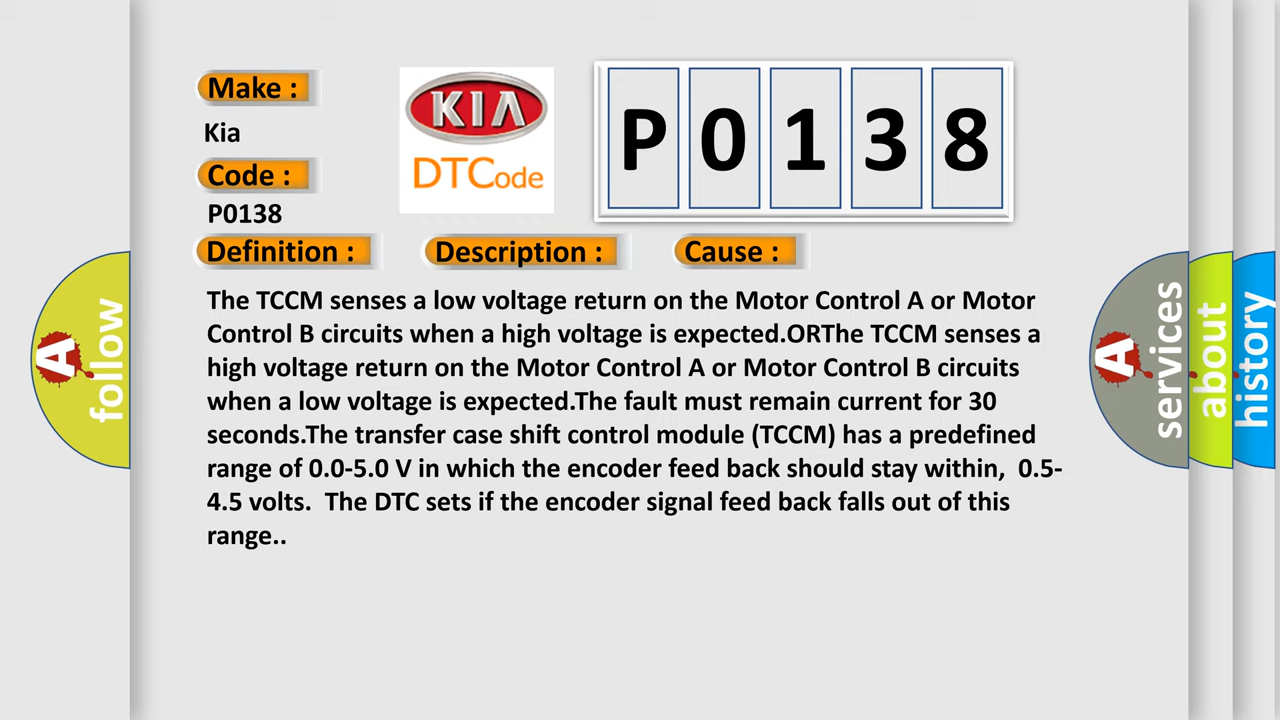 Make :
Kia
Code :
P0138
KIA
DTCode
P0138
Definition :
Description :
Cause :
The TCCM senses a low voltage return on the Motor Control A or Motor
Control B circuits when a high voltage is expected.ORThe TCCM senses a
high voltage return on the Motor Control A or Motor Control B circuits
when a low voltage is expected.The fault must remain current for 30
seconds.The transfer case shift control module (TCCM) has a predefined
range of 0.0-5.0 V in which the encoder feed back should stay within,  0.5-
4.5 volts.  The DTC sets if the encoder signal feed back falls out of this
range..
A
follow
A
services
about
history